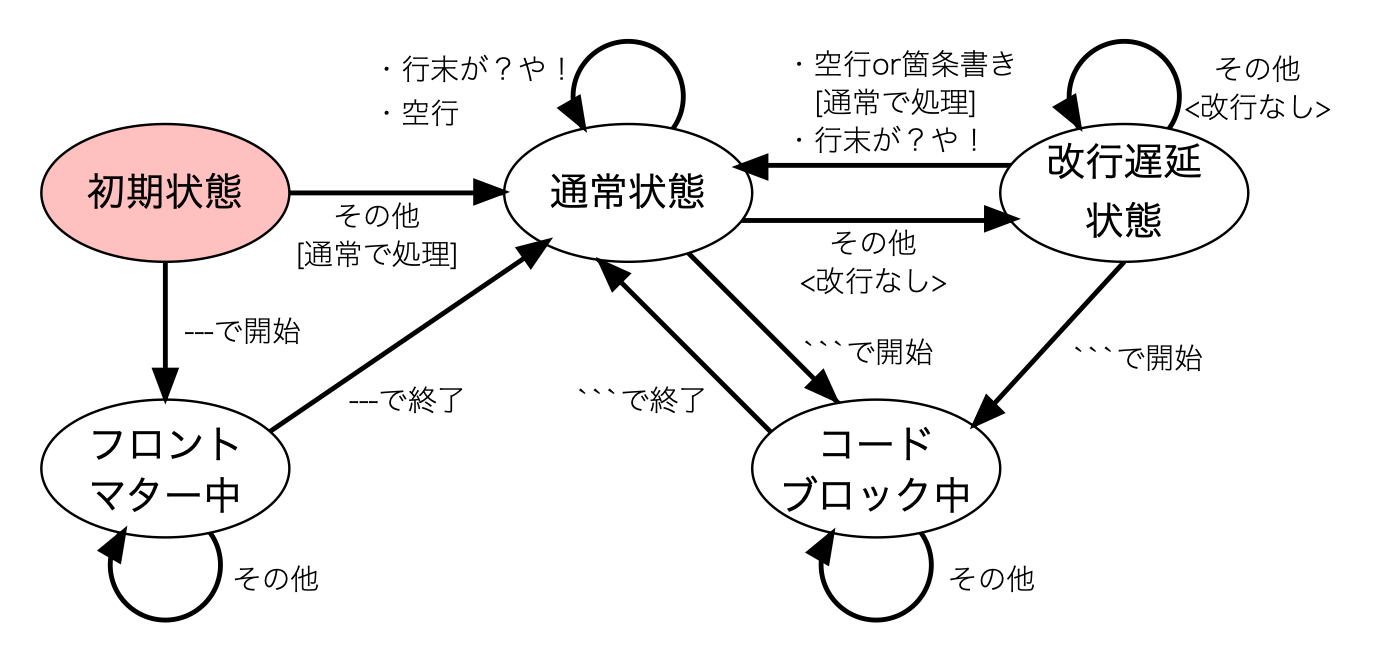 ・行末が？や！
・空行
・空行or箇条書き
[通常で処理]
・行末が？や！
その他
<改行なし>
初期状態
その他
[通常で処理]
通常状態
その他
<改行なし>
改行遅延
状態
---で開始
---で終了
```で終了
```で開始
```で開始
フロント
マター中
その他
コード
ブロック中
その他